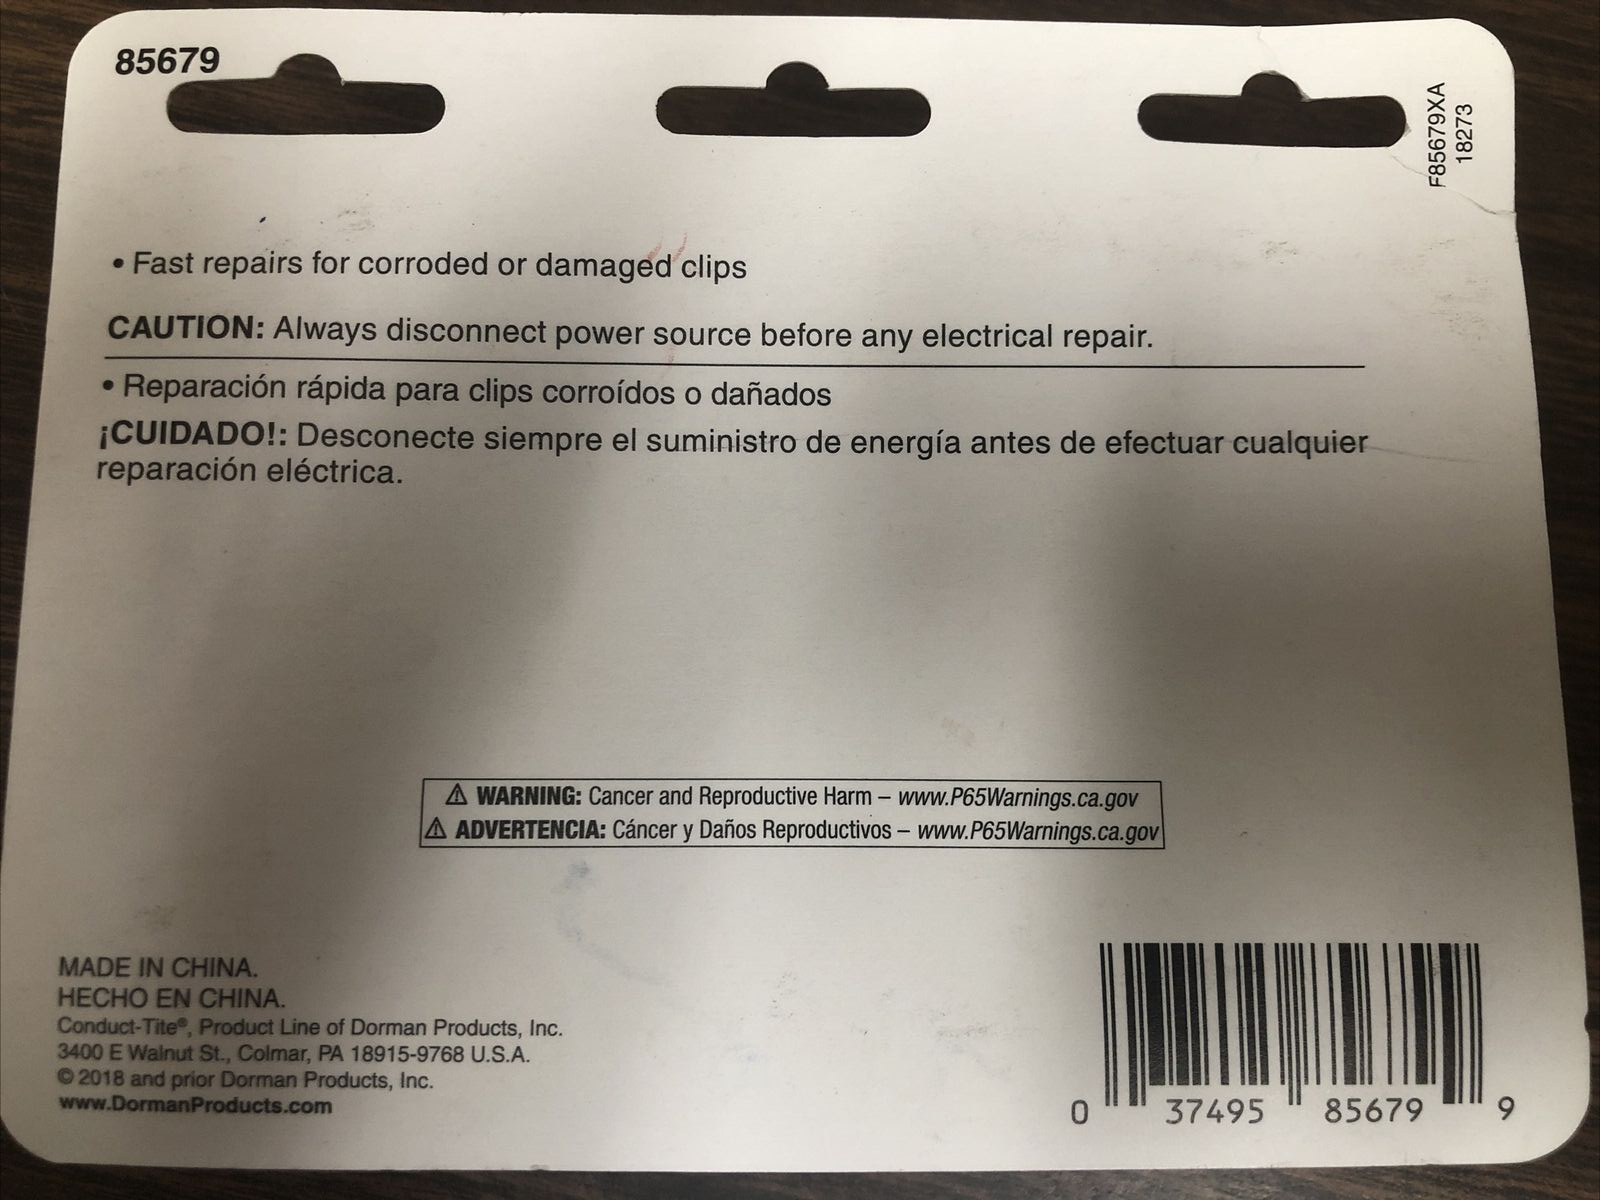 85679
F85679XA
18273
• Fast repairs for corroded or damaged clips
CAUTION: Always disconnect power source before any electrical repair.
• Reparación rápida para clips corroídos o dañados
¡CUIDADO!: Desconecte siempre el suministro de energía antes de efectuar cualquier
reparación eléctrica.
⚠ WARNING: Cancer and Reproductive Harm – www.P65Warnings.ca.gov
⚠ ADVERTENCIA: Cáncer y Daños Reproductivos – www.P65Warnings.ca.gov
MADE IN CHINA.
HECHO EN CHINA.
Conduct-Tite®, Product Line of Dorman Products, Inc.
3400 E Walnut St., Colmar, PA 18915-9768 U.S.A.
© 2018 and prior Dorman Products, Inc.
www.DormanProducts.com
0 37495 85679 9